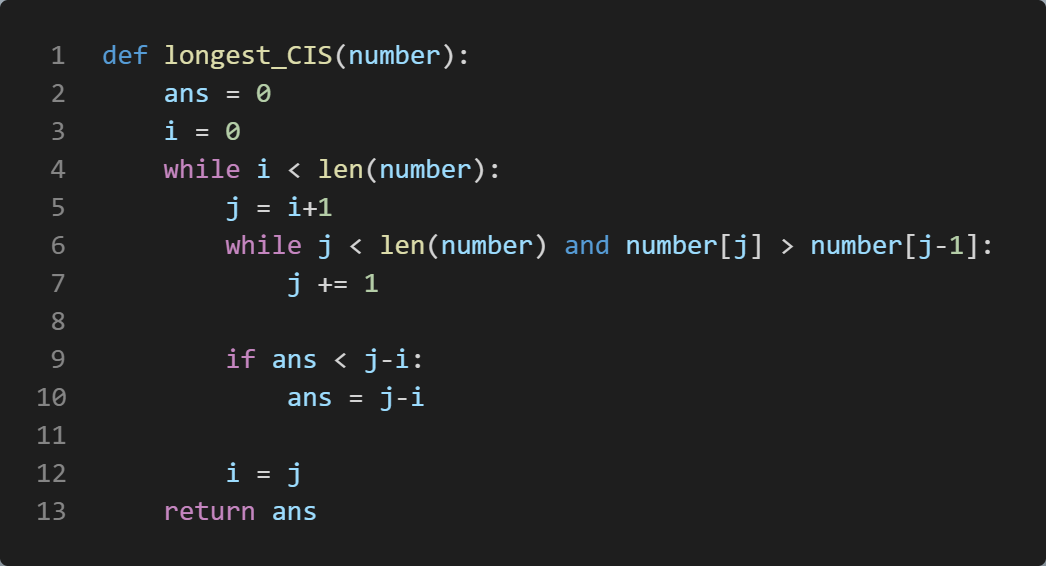 1 def longest_CIS(number):
2     ans = 0
3     i = 0
4     while i < len(number):
5         j = i+1
6         while j < len(number) and number[j] > number[j-1]:
7             j += 1
8
9         if ans < j-i:
10             ans = j-i
11
12         i = j
13     return ans